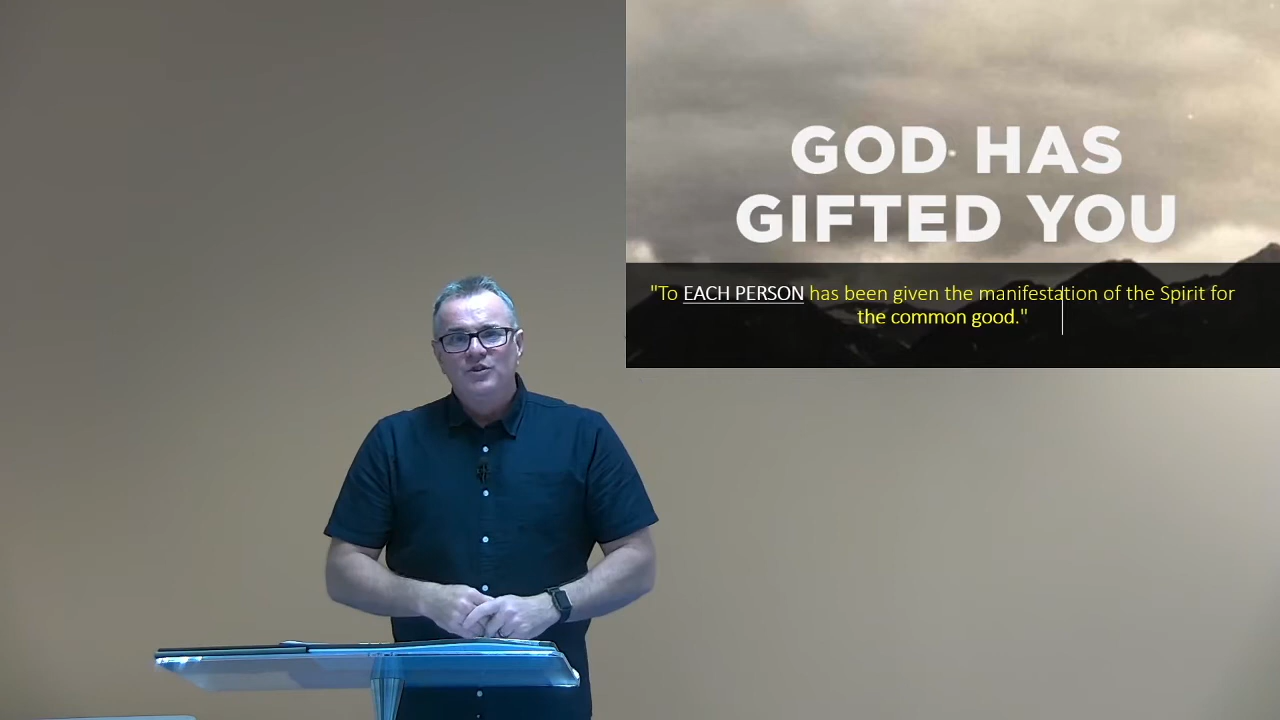 GOD HAS
GIFTED YOU
"To EACH PERSON has been given the manifestation of the Spirit for
the common good."